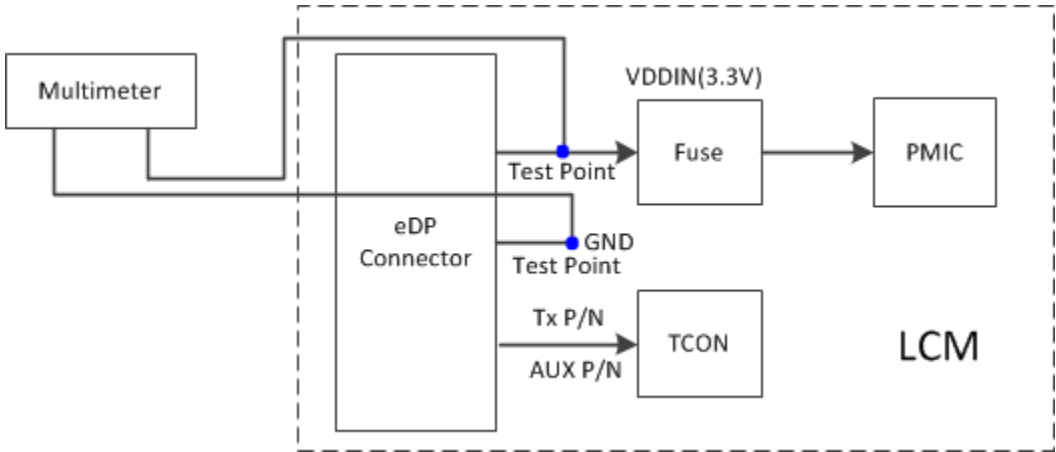 Multimeter
VDDIN(3.3V)
Fuse
PMIC
Test Point
eDP
Connector
GND
Test Point
Tx P/N
AUX P/N
TCON
LCM